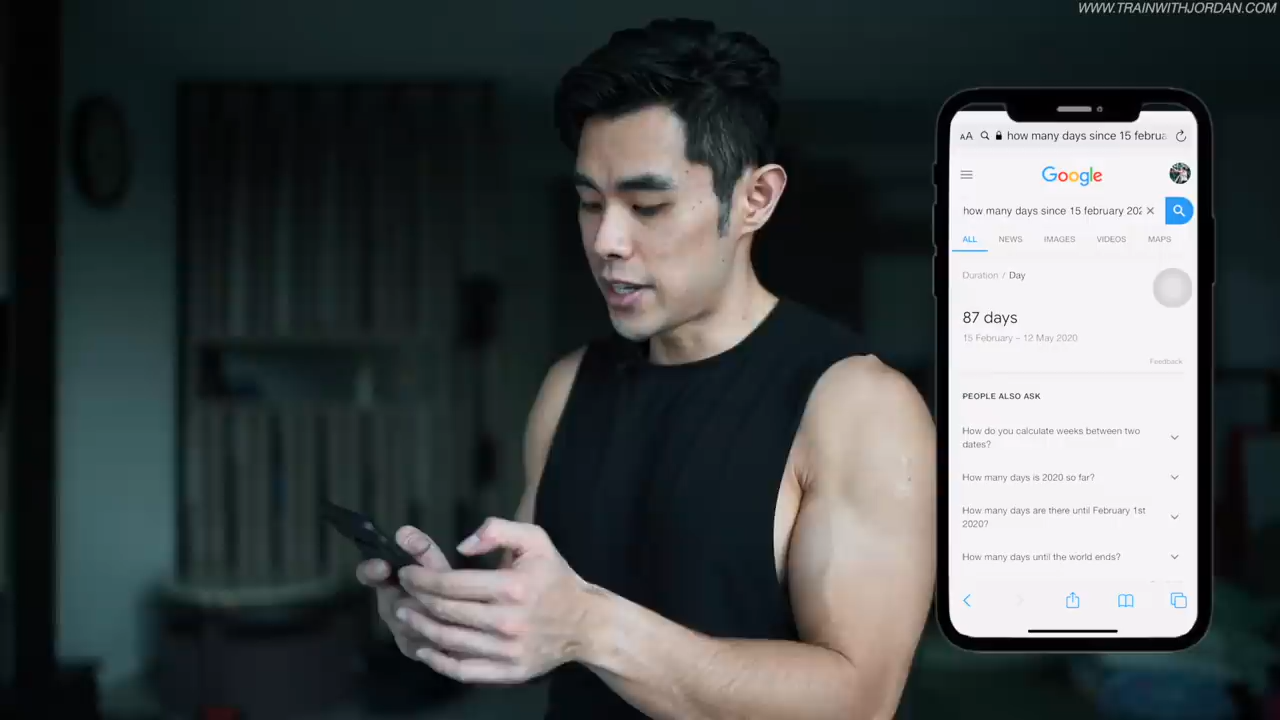 WWW.TRAINWITHJORDAN.COM
AA how many days since 15 februa
Google
how many days since 15 february 202
ALL NEWS IMAGES VIDEOS MAPS
Duration / Day
87 days
15 February – 12 May 2020
Feedback
PEOPLE ALSO ASK
How do you calculate weeks between two
dates?
How many days is 2020 so far?
How many days are there until February 1st
2020?
How many days until the world ends?